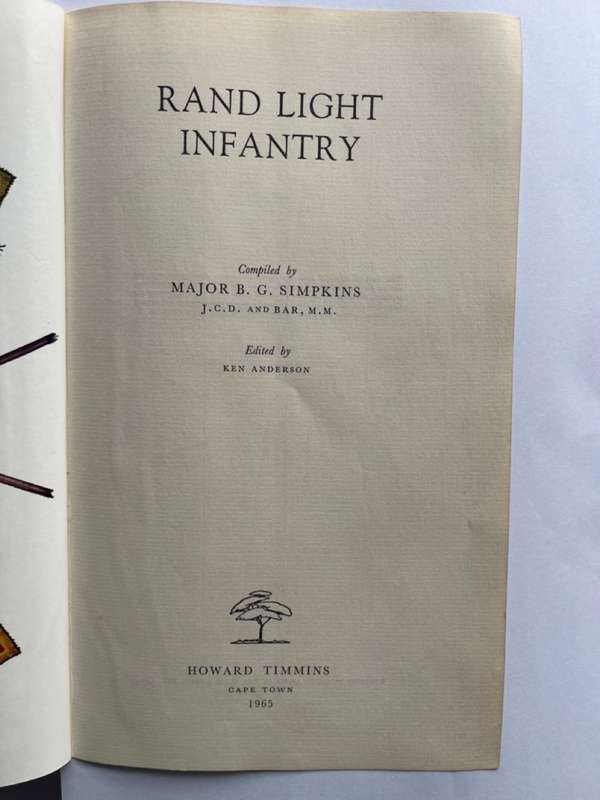 RAND LIGHT
INFANTRY
Compiled by
MAJOR B. G. SIMPKINS
J.C.D. AND BAR, M.M.
Edited by
KEN ANDERSON
HOWARD TIMMINS
CAPE TOWN
1965